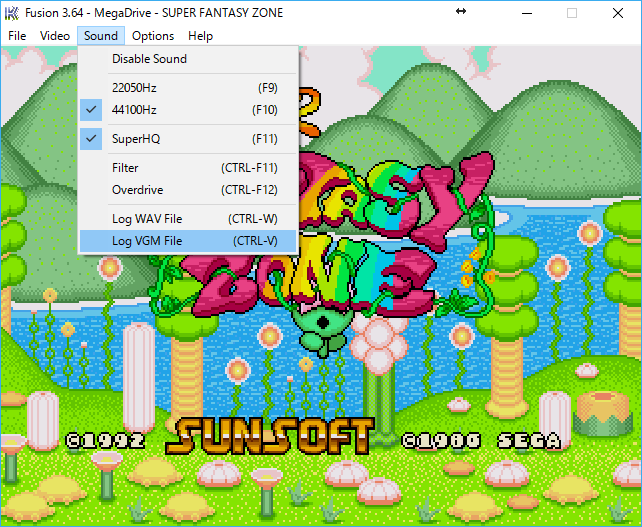 Fusion 3.64 - MegaDrive - SUPER FANTASY ZONE
File Video Sound Options Help
Disable Sound
22050Hz (F9)
44100Hz (F10)
SuperHQ (F11)
Filter (CTRL-F11)
Overdrive (CTRL-F12)
Log WAV File (CTRL-W)
Log VGM File (CTRL-V)
©1992 SUNSOFT ©1986 SEGA